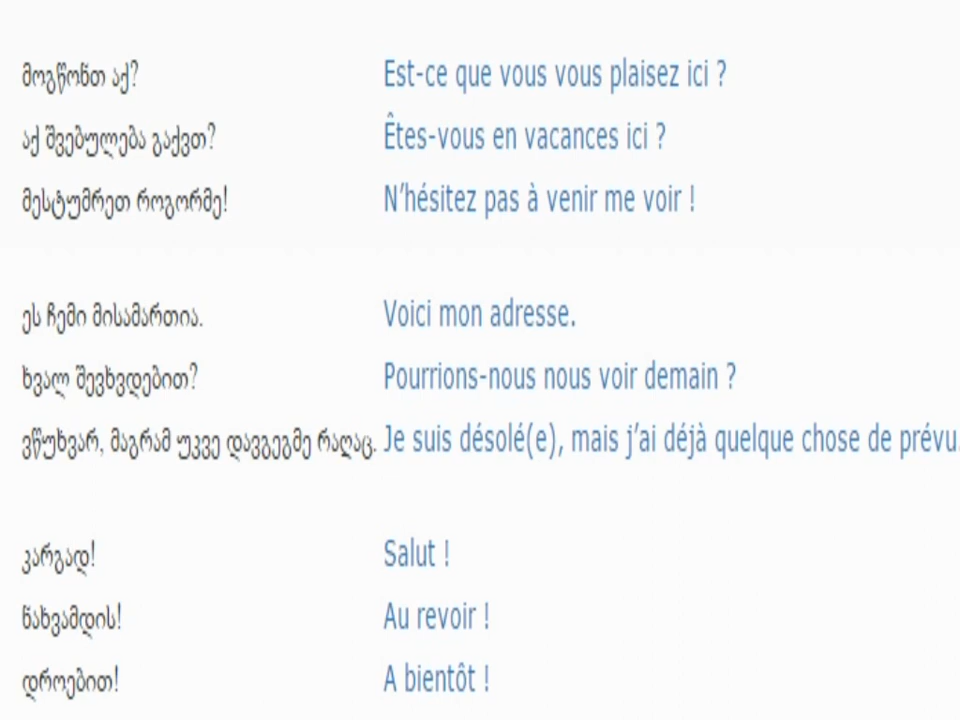 მოგწონთ აქ? Est-ce que vous vous plaisez ici ?
აქ შვებულება გაქვთ? Êtes-vous en vacances ici ?
მესტუმრეთ როგორმე! N’hésitez pas à venir me voir !
ეს ჩემი მისამართია. Voici mon adresse.
ხვალ შევხვდებით? Pourrions-nous nous voir demain ?
ვწუხვარ, მაგრამ უკვე დავგეგმე რაღაც. Je suis désolé(e), mais j’ai déjà quelque chose de prévu.
კარგად! Salut !
ნახვამდის! Au revoir !
დროებით! A bientôt !